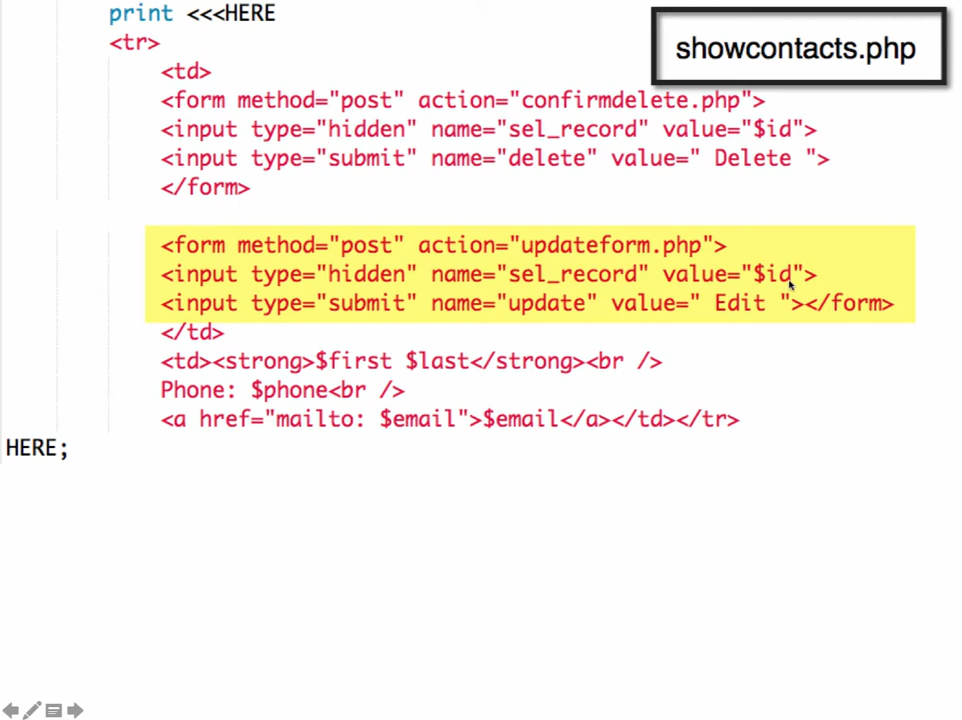 print <<<HERE
showcontacts.php
<tr>
<td>
<form method="post" action="confirmdelete.php">
<input type="hidden" name="sel_record" value="$id">
<input type="submit" name="delete" value=" Delete ">
</form>
<form method="post" action="updateform.php">
<input type="hidden" name="sel_record" value="$id">
<input type="submit" name="update" value=" Edit "></form>
</td>
<td><strong>$first $last</strong><br />
Phone: $phone<br />
<a href="mailto: $email">$email</a></td></tr>
HERE;